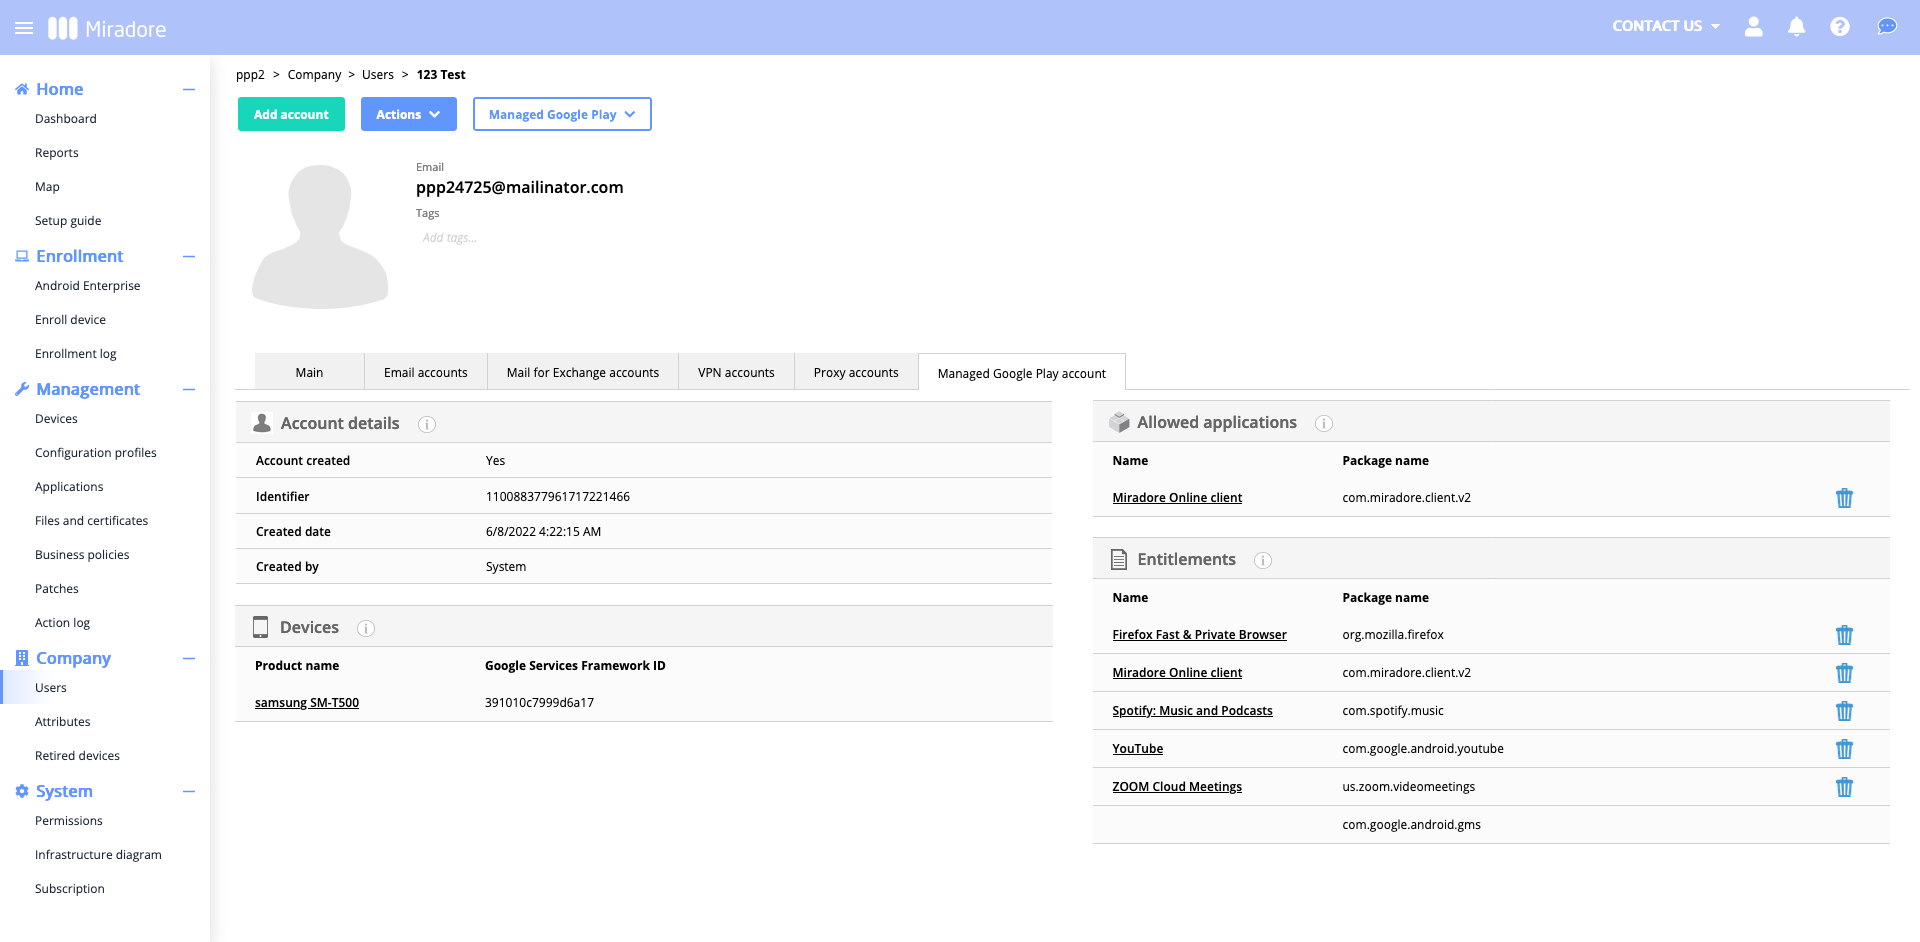 Miradore
CONTACT US
Home
Dashboard
Reports
Map
Setup guide
Enrollment
Android Enterprise
Enroll device
Enrollment log
Management
Devices
Configuration profiles
Applications
Files and certificates
Business policies
Patches
Action log
Company
Users
Attributes
Retired devices
System
Permissions
Infrastructure diagram
Subscription
ppp2 > Company > Users > 123 Test
Add account
Actions
Managed Google Play
Email
ppp24725@mailinator.com
Tags
Add tags...
Main
Email accounts
Mail for Exchange accounts
VPN accounts
Proxy accounts
Managed Google Play account
Account details
Account created Yes
Identifier 110088377961717221466
Created date 6/8/2022 4:22:15 AM
Created by System
Devices
Product name Google Services Framework ID
samsung SM-T500 391010c7999d6a17
Allowed applications
Name Package name
Miradore Online client com.miradore.client.v2
Entitlements
Name Package name
Firefox Fast & Private Browser org.mozilla.firefox
Miradore Online client com.miradore.client.v2
Spotify: Music and Podcasts com.spotify.music
YouTube com.google.android.youtube
ZOOM Cloud Meetings us.zoom.videomeetings
com.google.android.gms